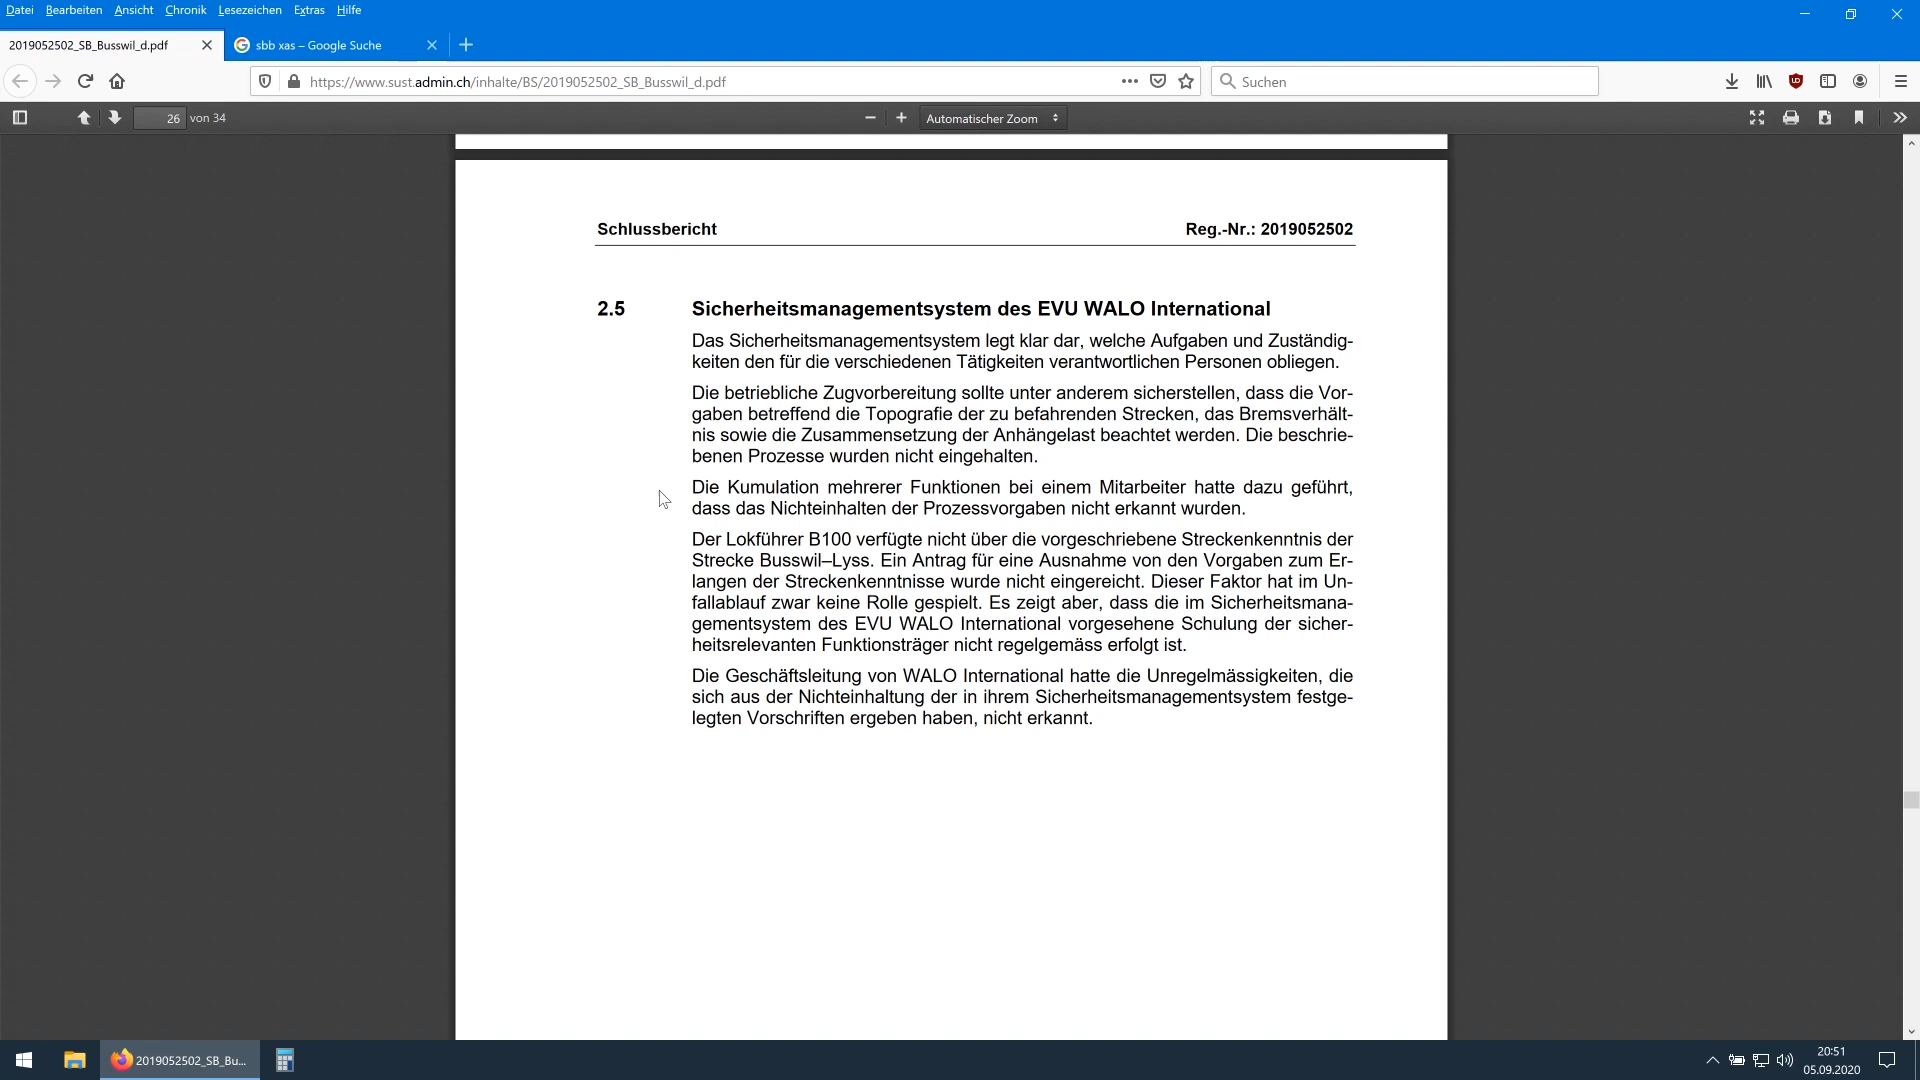 Datei Bearbeiten Ansicht Chronik Lesezeichen Extras Hilfe
2019052502_SB_Busswil_d.pdf sbb xas – Google Suche
https://www.sust.admin.ch/inhalte/BS/2019052502_SB_Busswil_d.pdf Suchen
26 von 34 Automatischer Zoom
Schlussbericht Reg.-Nr.: 2019052502
2.5 Sicherheitsmanagementsystem des EVU WALO International
Das Sicherheitsmanagementsystem legt klar dar, welche Aufgaben und Zuständig-
keiten den für die verschiedenen Tätigkeiten verantwortlichen Personen obliegen.
Die betriebliche Zugvorbereitung sollte unter anderem sicherstellen, dass die Vor-
gaben betreffend die Topografie der zu befahrenden Strecken, das Bremsverhält-
nis sowie die Zusammensetzung der Anhängelast beachtet werden. Die beschrie-
benen Prozesse wurden nicht eingehalten.
Die Kumulation mehrerer Funktionen bei einem Mitarbeiter hatte dazu geführt,
dass das Nichteinhalten der Prozessvorgaben nicht erkannt wurden.
Der Lokführer B100 verfügte nicht über die vorgeschriebene Streckenkenntnis der
Strecke Busswil–Lyss. Ein Antrag für eine Ausnahme von den Vorgaben zum Er-
langen der Streckenkenntnisse wurde nicht eingereicht. Dieser Faktor hat im Un-
fallablauf zwar keine Rolle gespielt. Es zeigt aber, dass die im Sicherheitsmana-
gementsystem des EVU WALO International vorgesehene Schulung der sicher-
heitsrelevanten Funktionsträger nicht regelgemäss erfolgt ist.
Die Geschäftsleitung von WALO International hatte die Unregelmässigkeiten, die
sich aus der Nichteinhaltung der in ihrem Sicherheitsmanagementsystem festge-
legten Vorschriften ergeben haben, nicht erkannt.
2019052502_SB_Bu...
20:51
05.09.2020